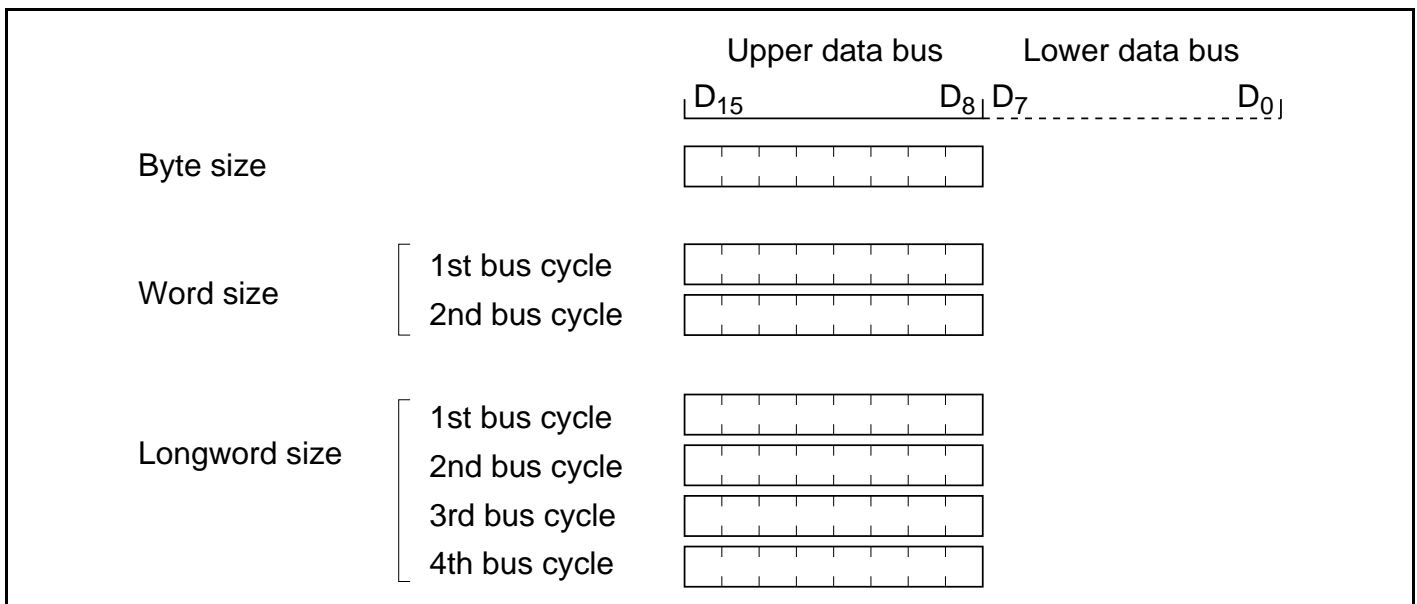 Upper data bus Lower data bus
D15 D8 D7 D0
Byte size
1st bus cycle
Word size
2nd bus cycle
1st bus cycle
Longword size
2nd bus cycle
3rd bus cycle
4th bus cycle